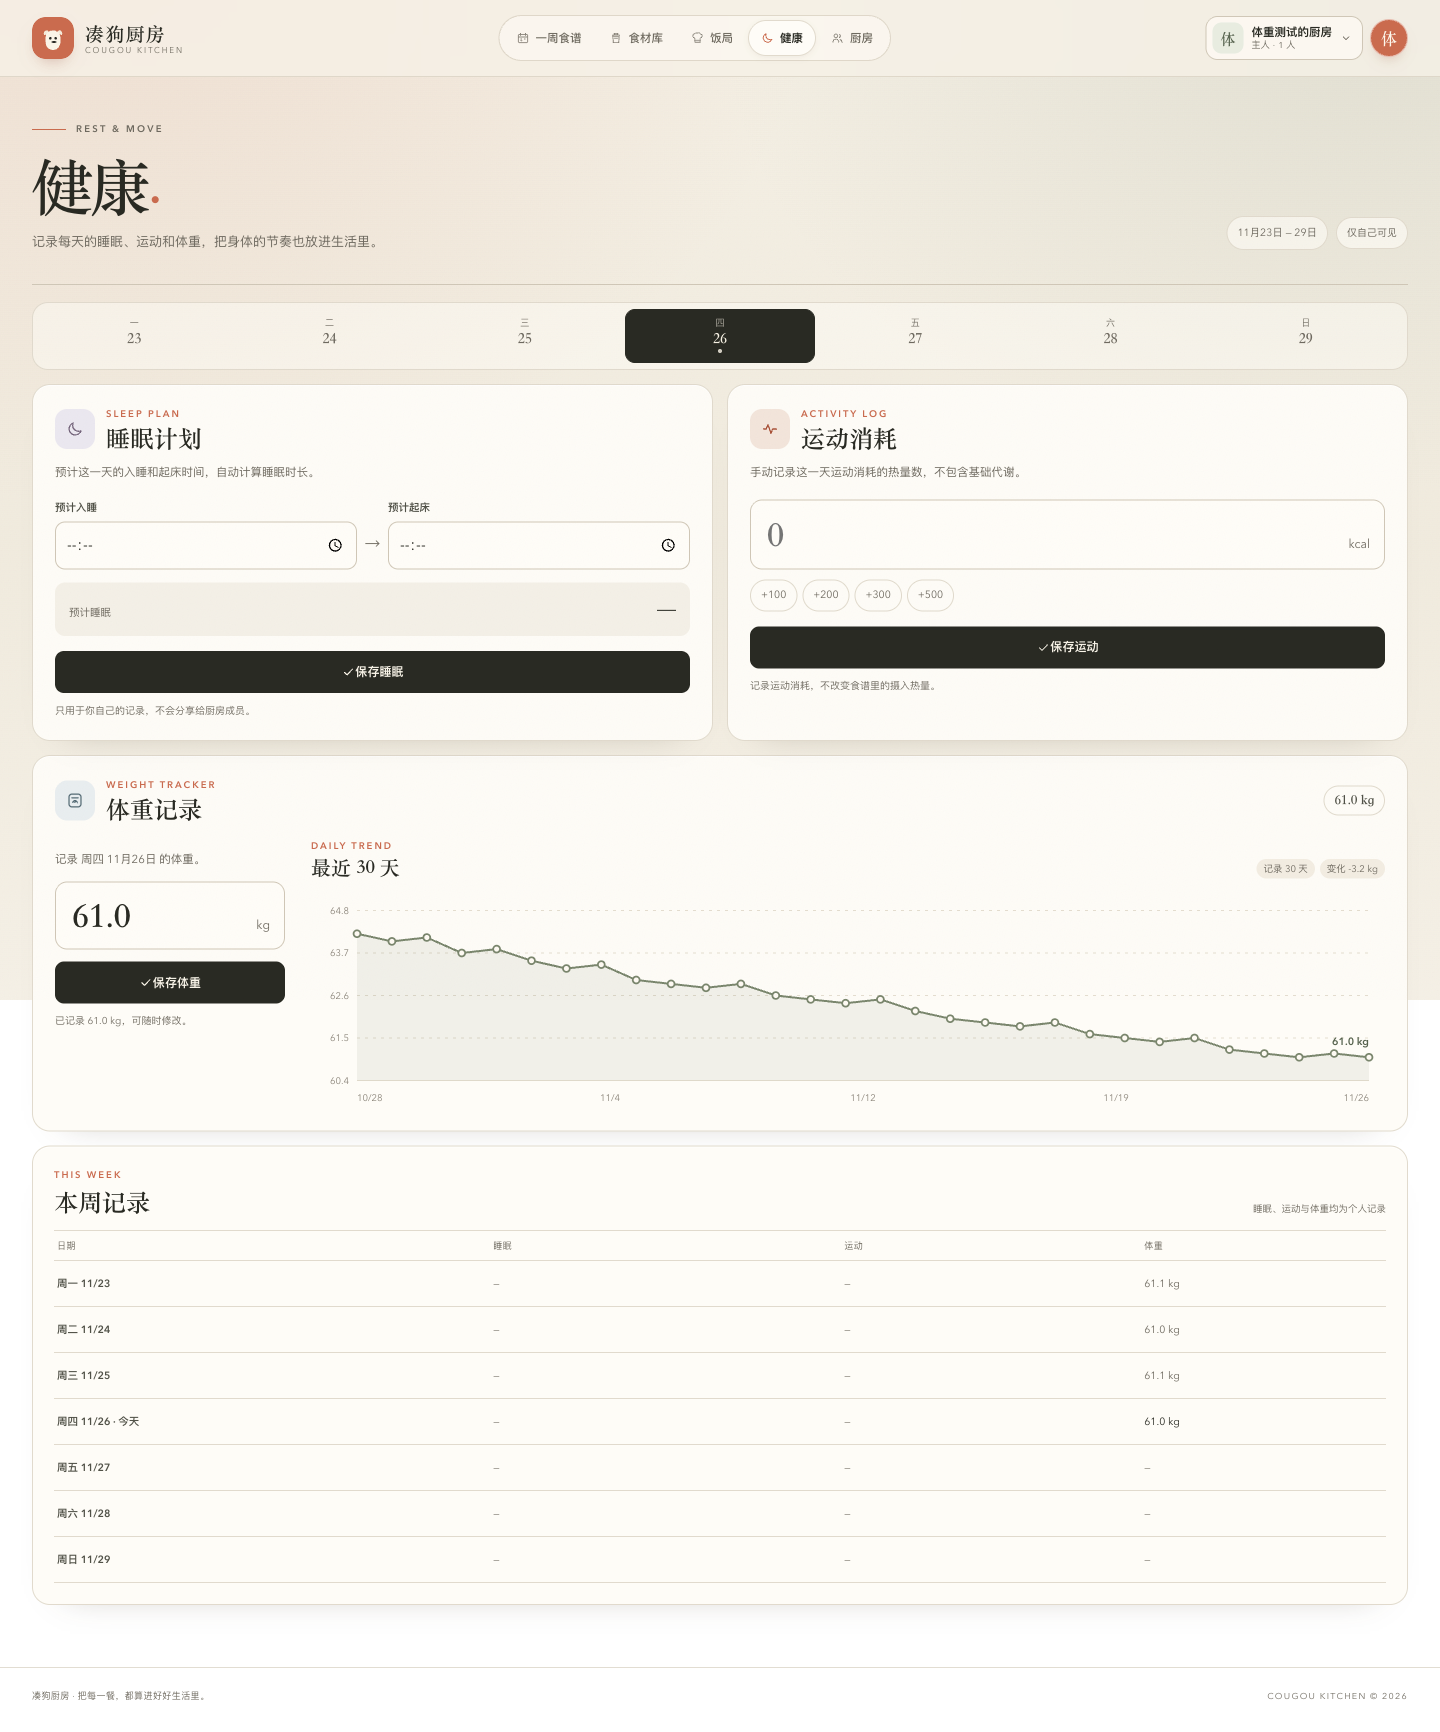 凑狗厨房
COUGOU KITCHEN
一周食谱
食材库
饭局
健康
厨房
体
体重测试的厨房
主人 · 1 人
体
REST & MOVE
健康.
记录每天的睡眠、运动和体重，把身体的节奏也放进生活里。
11月23日 – 29日
仅自己可见
一
23
二
24
三
25
四
26
五
27
六
28
日
29
SLEEP PLAN
睡眠计划
预计这一天的入睡和起床时间，自动计算睡眠时长。
预计入睡
--:--
→
预计起床
--:--
预计睡眠
—
保存睡眠
只用于你自己的记录，不会分享给厨房成员。
ACTIVITY LOG
运动消耗
手动记录这一天运动消耗的热量数，不包含基础代谢。
0
kcal
+100
+200
+300
+500
保存运动
记录运动消耗，不改变食谱里的摄入热量。
WEIGHT TRACKER
体重记录
61.0 kg
记录 周四 11月26日 的体重。
61.0
kg
保存体重
已记录 61.0 kg，可随时修改。
DAILY TREND
最近 30 天
记录 30 天
变化 -3.2 kg
64.8
63.7
62.6
61.5
60.4
61.0 kg
10/28
11/4
11/12
11/19
11/26
THIS WEEK
本周记录
睡眠、运动与体重均为个人记录
日期 睡眠 运动 体重
周一 11/23 – – 61.1 kg
周二 11/24 – – 61.0 kg
周三 11/25 – – 61.1 kg
周四 11/26 · 今天 – – 61.0 kg
周五 11/27 – – –
周六 11/28 – – –
周日 11/29 – – –
凑狗厨房 · 把每一餐，都算进好好生活里。
COUGOU KITCHEN © 2026